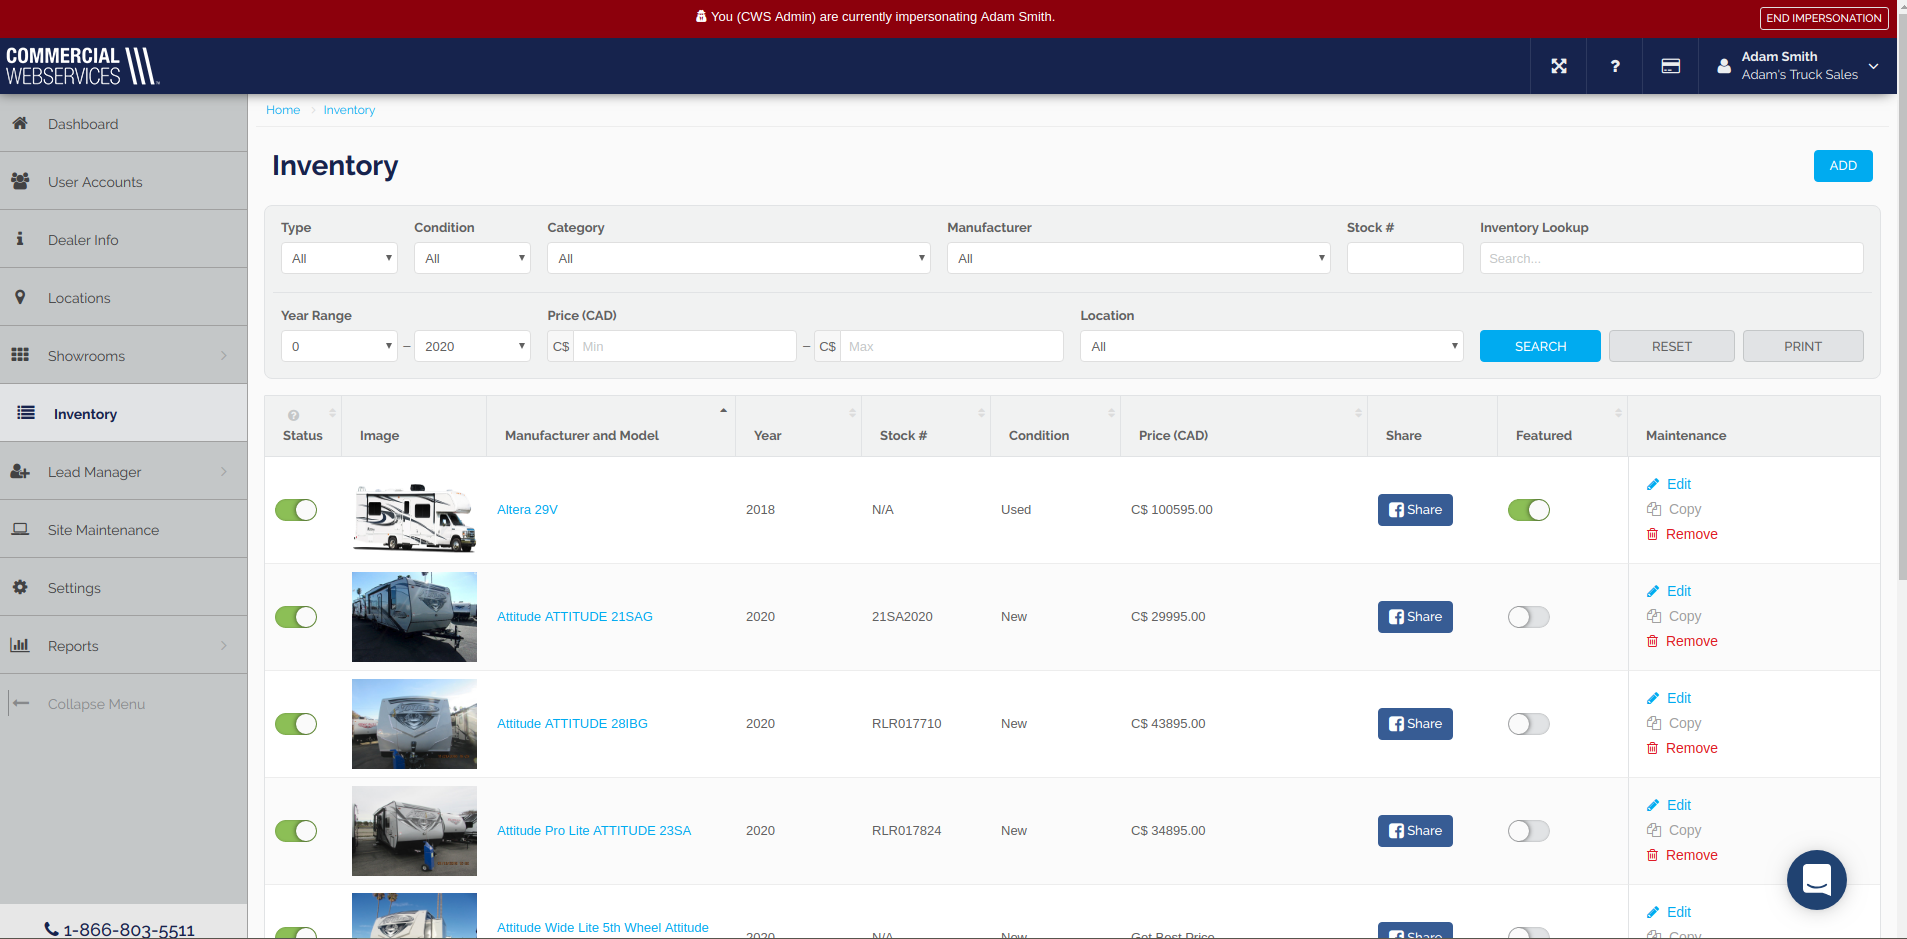 You (CWS Admin) are currently impersonating Adam Smith.
END IMPERSONATION
COMMERCIAL
WEBSERVICES
?
Adam Smith
Adam's Truck Sales
Dashboard
User Accounts
Dealer Info
Locations
Showrooms
Inventory
Lead Manager
Site Maintenance
Settings
Reports
Collapse Menu
1-866-803-5511
Home > Inventory
Inventory
ADD
Type Condition Category Manufacturer Stock # Inventory Lookup
All All All All Search...
Year Range Price (CAD) Location
0 – 2020 C$ Min – C$ Max All SEARCH RESET PRINT
Status Image Manufacturer and Model Year Stock # Condition Price (CAD) Share Featured Maintenance
Altera 29V 2018 N/A Used C$ 100595.00 Share
Edit
Copy
Remove
Attitude ATTITUDE 21SAG 2020 21SA2020 New C$ 29995.00 Share
Edit
Copy
Remove
Attitude ATTITUDE 28IBG 2020 RLR017710 New C$ 43895.00 Share
Edit
Copy
Remove
Attitude Pro Lite ATTITUDE 23SA 2020 RLR017824 New C$ 34895.00 Share
Edit
Copy
Remove
Attitude Wide Lite 5th Wheel Attitude
2020 N/A New Get Best Price Share
Edit
Copy